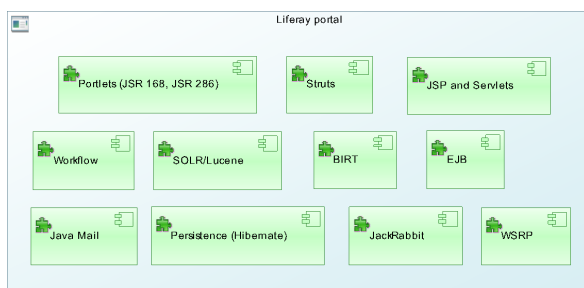 Liferay portal
Portlets (JSR 168, JSR 286)
Struts
JSP and Servlets
Workflow
SOLR/Lucene
BIRT
EJB
Java Mail
Persistence (Hibernate)
JackRabbit
WSRP